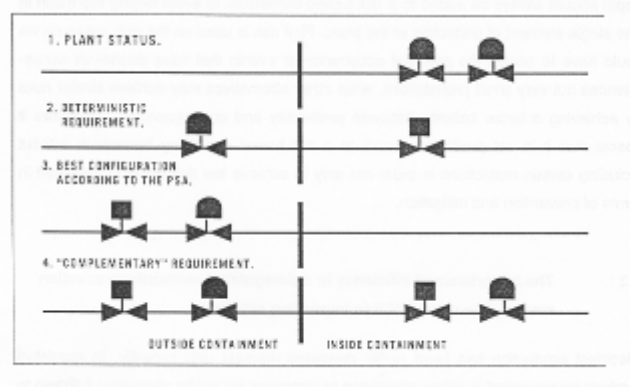 1. PLANT STATUS.
2. DETERMINISTIC
REQUIREMENT.
3. BEST CONFIGURATION
ACCORDING TO THE PSA.
4. "COMPLEMENTARY" REQUIREMENT.
OUTSIDE CONTAINMENT
INSIDE CONTAINMENT